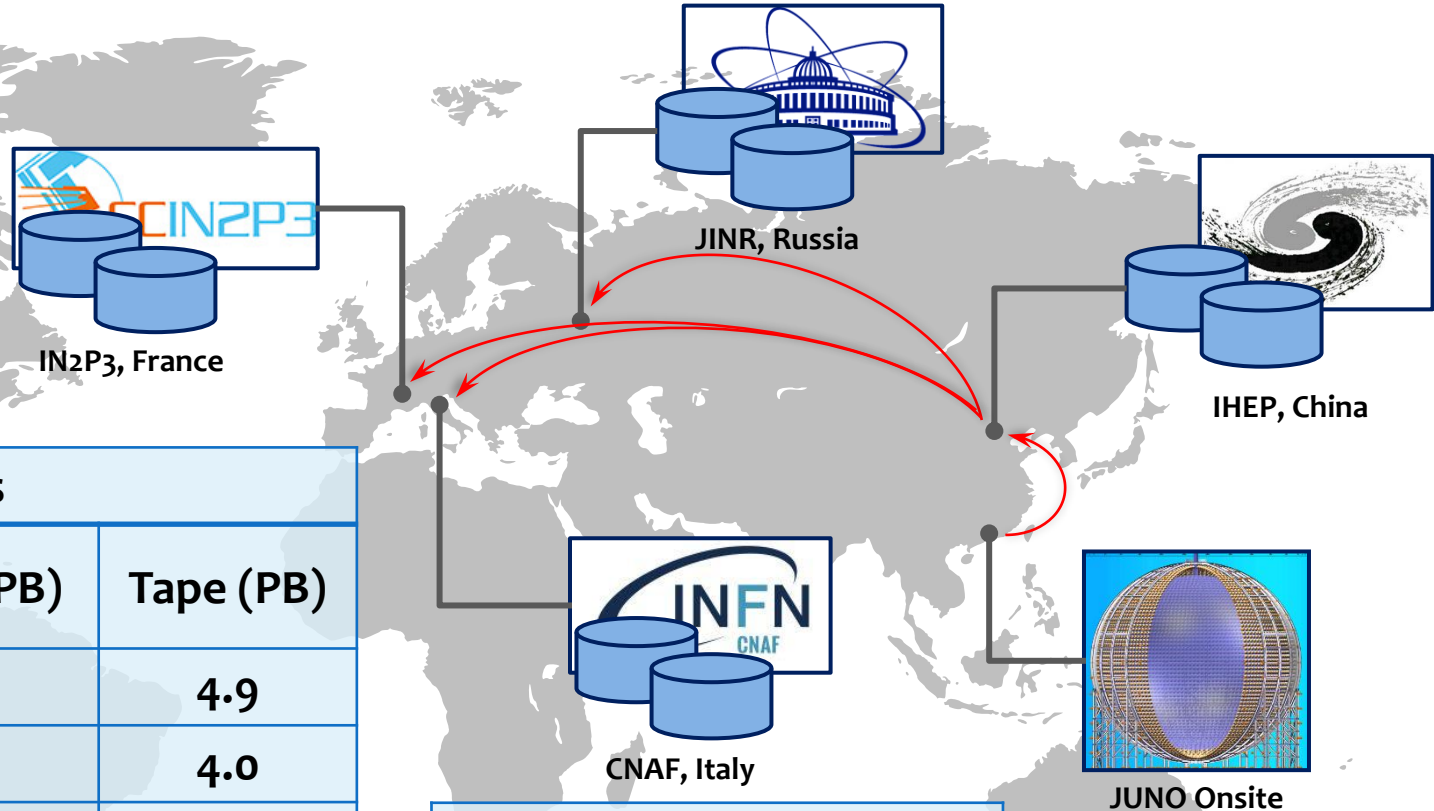 CCIN2P3
JINR, Russia
IN2P3, France
IHEP, China
s
PB)
Tape (PB)
4.9
4.0
INFN
CNAF
CNAF, Italy
JUNO Onsite